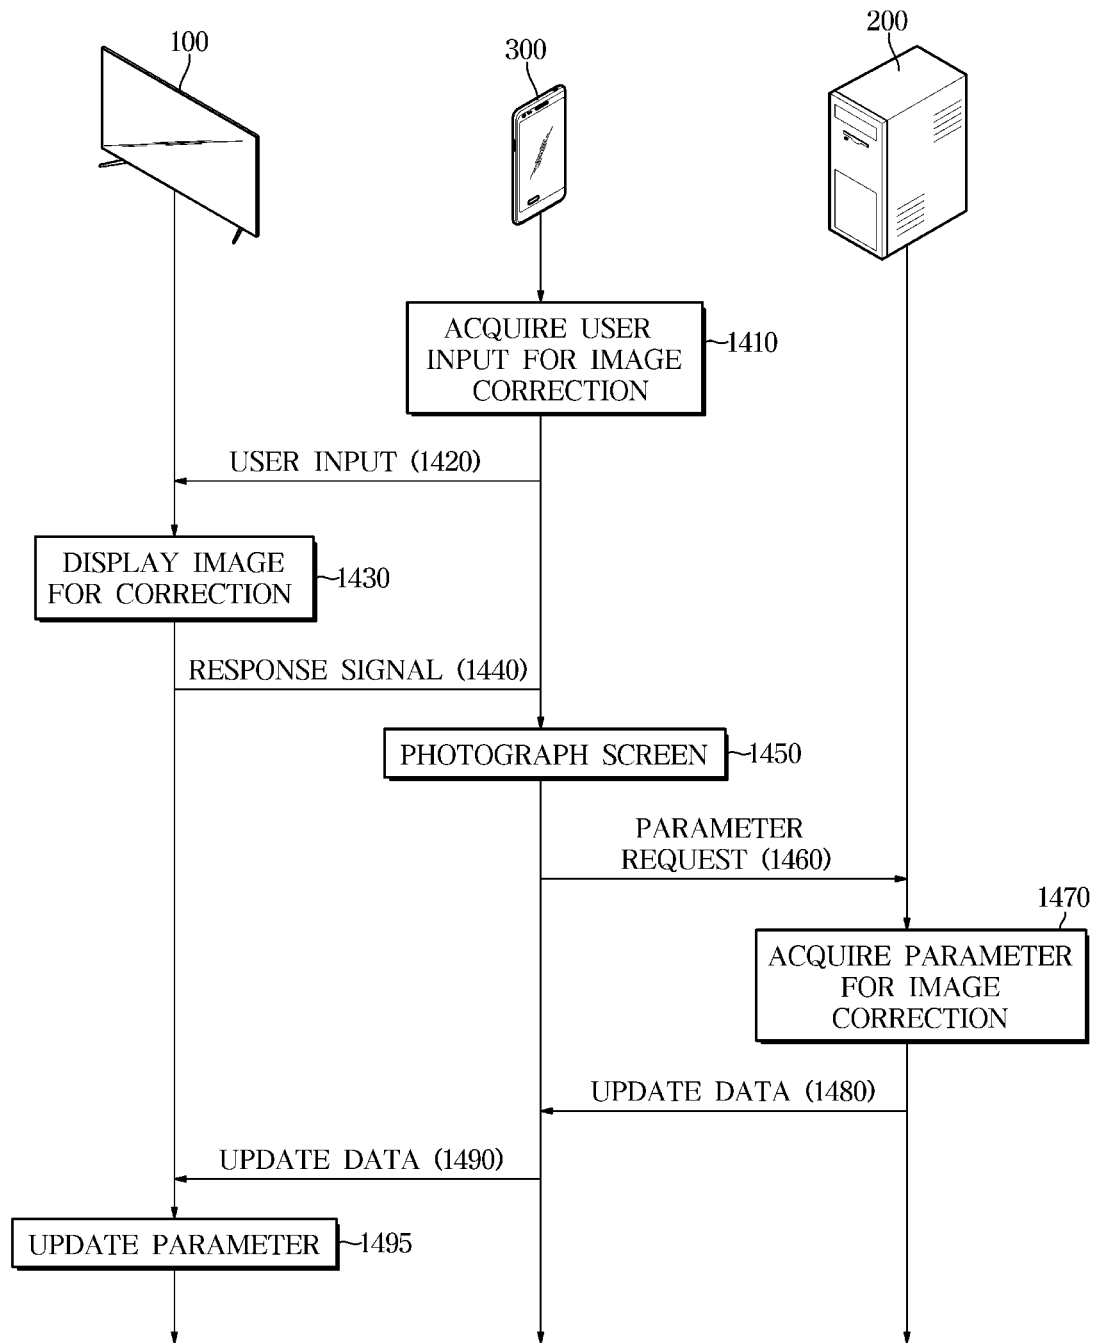 100
300
200
ACQUIRE USER
INPUT FOR IMAGE
CORRECTION
1410
USER INPUT (1420)
DISPLAY IMAGE
FOR CORRECTION
1430
RESPONSE SIGNAL (1440)
PHOTOGRAPH SCREEN
1450
PARAMETER
REQUEST (1460)
1470
ACQUIRE PARAMETER
FOR IMAGE
CORRECTION
UPDATE DATA (1480)
UPDATE DATA (1490)
UPDATE PARAMETER
1495